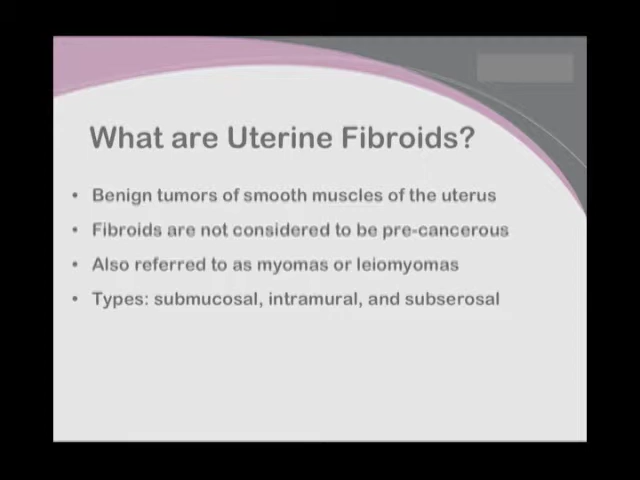 What are Uterine Fibroids?
• Benign tumors of smooth muscles of the uterus
• Fibroids are not considered to be pre-cancerous
• Also referred to as myomas or leiomyomas
• Types: submucosal, intramural, and subserosal